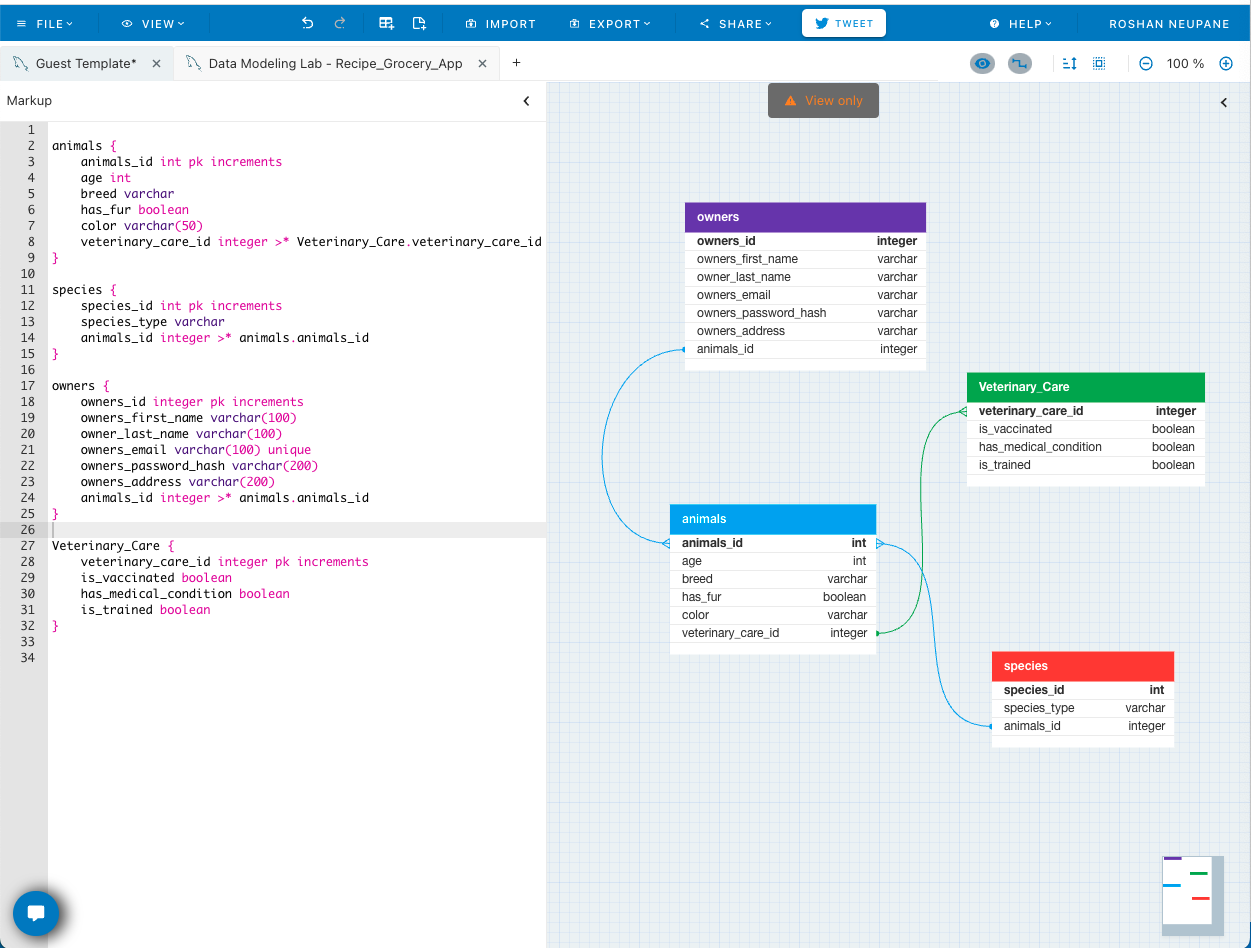 FILE VIEW IMPORT EXPORT SHARE TWEET HELP ROSHAN NEUPANE
Guest Template* Data Modeling Lab - Recipe_Grocery_App + 100 %
Markup
1
2 animals {
3 animals_id int pk increments
4 age int
5 breed varchar
6 has_fur boolean
7 color varchar(50)
8 veterinary_care_id integer >* Veterinary_Care.veterinary_care_id
9 }
10
11 species {
12 species_id int pk increments
13 species_type varchar
14 animals_id integer >* animals.animals_id
15 }
16
17 owners {
18 owners_id integer pk increments
19 owners_first_name varchar(100)
20 owner_last_name varchar(100)
21 owners_email varchar(100) unique
22 owners_password_hash varchar(200)
23 owners_address varchar(200)
24 animals_id integer >* animals.animals_id
25 }
26
27 Veterinary_Care {
28 veterinary_care_id integer pk increments
29 is_vaccinated boolean
30 has_medical_condition boolean
31 is_trained boolean
32 }
33
34
View only
owners
owners_id integer
owners_first_name varchar
owner_last_name varchar
owners_email varchar
owners_password_hash varchar
owners_address varchar
animals_id integer
Veterinary_Care
veterinary_care_id integer
is_vaccinated boolean
has_medical_condition boolean
is_trained boolean
animals
animals_id int
age int
breed varchar
has_fur boolean
color varchar
veterinary_care_id integer
species
species_id int
species_type varchar
animals_id integer